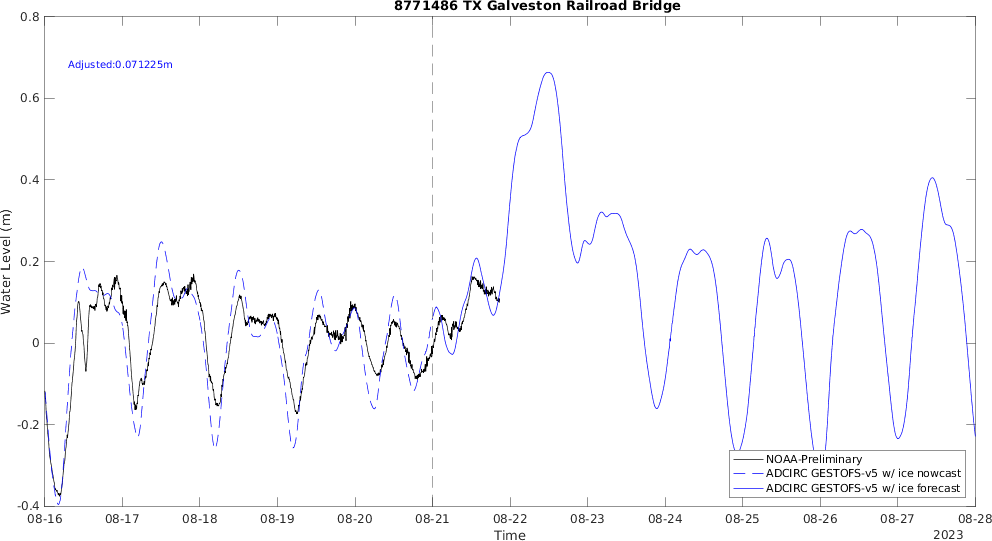 8771486 TX Galveston Railroad Bridge
Adjusted:0.071225m
Water Level (m)
0.8
0.6
0.4
0.2
0
-0.2
-0.4
NOAA-Preliminary
ADCIRC GESTOFS-v5 w/ ice nowcast
ADCIRC GESTOFS-v5 w/ ice forecast
08-16 08-17 08-18 08-19 08-20 08-21 08-22 08-23 08-24 08-25 08-26 08-27 08-28
Time
2023